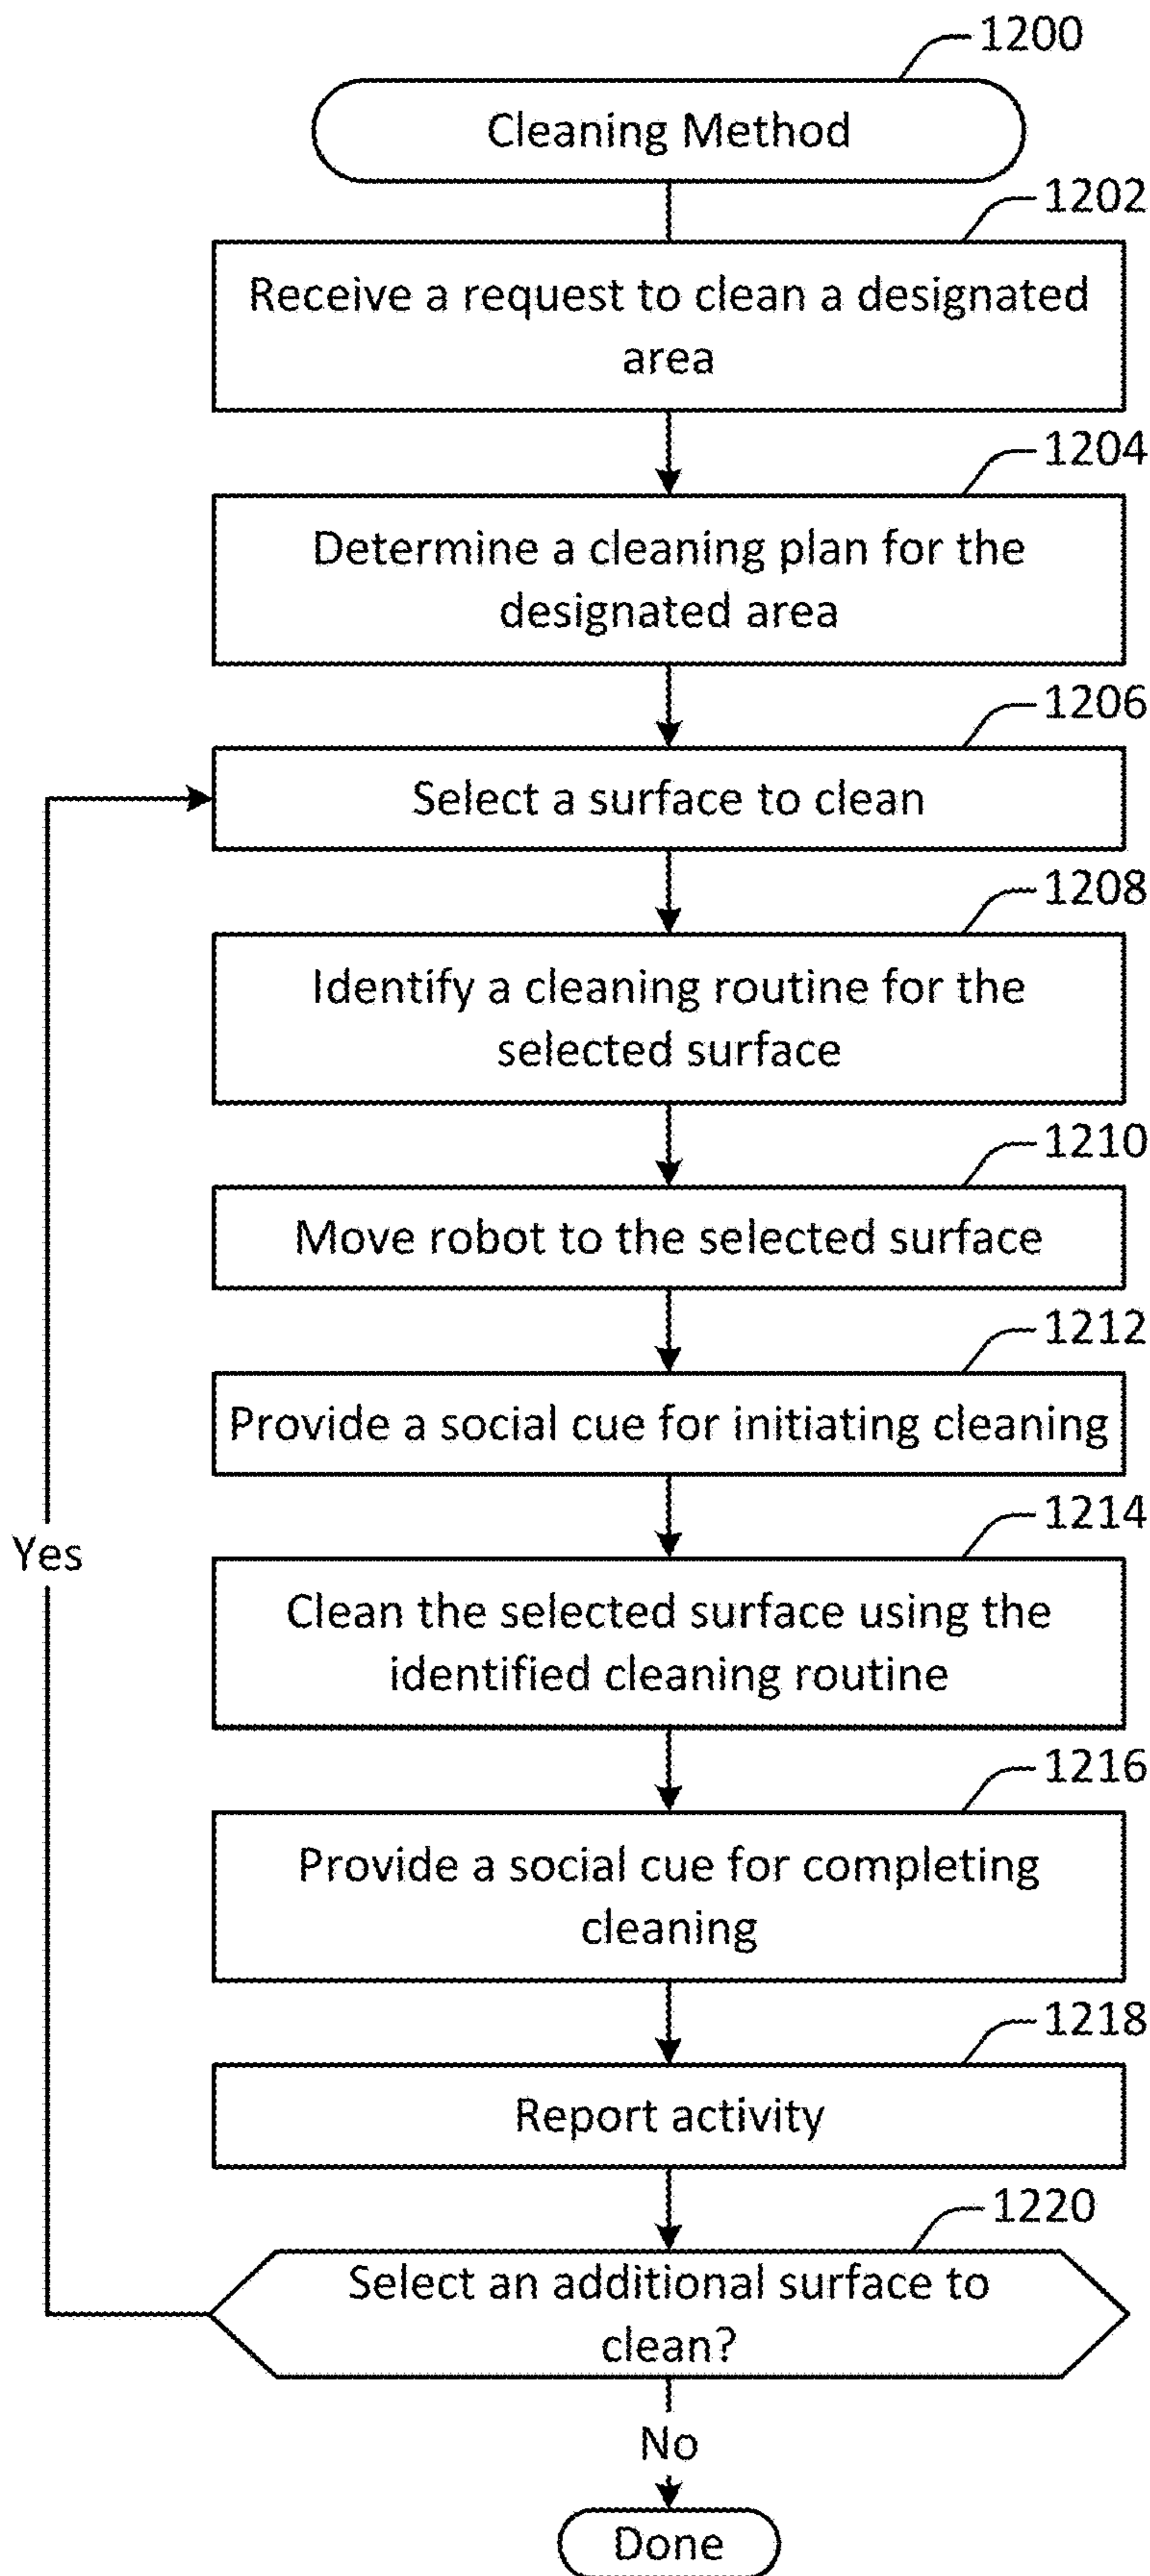 1200
Cleaning Method
1202
Receive a request to clean a designated
area
1204
Determine a cleaning plan for the
designated area
1206
Select a surface to clean
1208
Identify a cleaning routine for the
selected surface
1210
Move robot to the selected surface
1212
Provide a social cue for initiating cleaning
1214
Yes
Clean the selected surface using the
identified cleaning routine
1216
Provide a social cue for completing
cleaning
1218
Report activity
1220
Select an additional surface to
clean?
No
Done